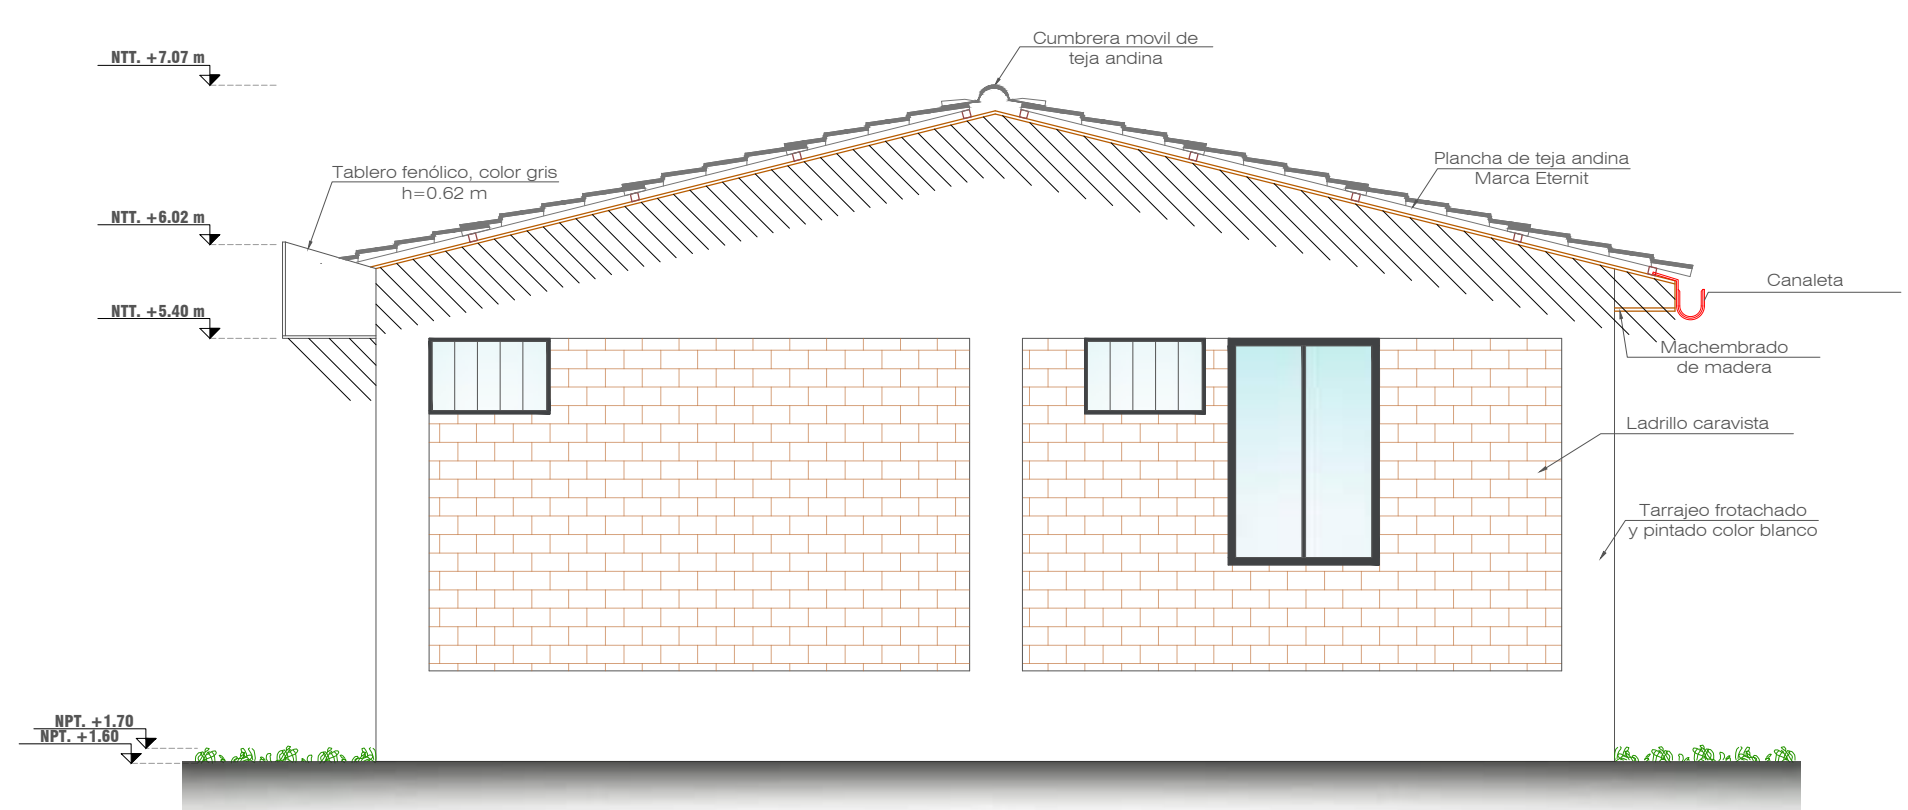 Cumbrera movil de
teja andina
NTT. +7.07 m
Plancha de teja andina
Marca Eternit
Tablero fenólico, color gris
h=0.62 m
NTT. +6.02 m
Canaleta
NTT. +5.40 m
Machembrado
de madera
Ladrillo caravista
Tarrajeo frotachado
y pintado color blanco
NPT. +1.70
NPT. +1.60